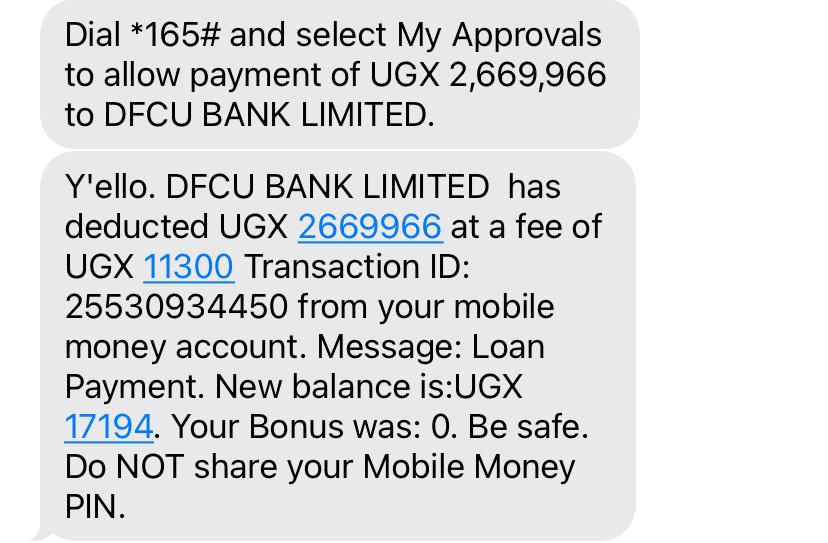 Dial *165# and select My Approvals
to allow payment of UGX 2,669,966
to DFCU BANK LIMITED.
Y'ello. DFCU BANK LIMITED  has
deducted UGX 2669966 at a fee of
UGX 11300 Transaction ID:
25530934450 from your mobile
money account. Message: Loan
Payment. New balance is:UGX
17194. Your Bonus was: 0. Be safe.
Do NOT share your Mobile Money
PIN.